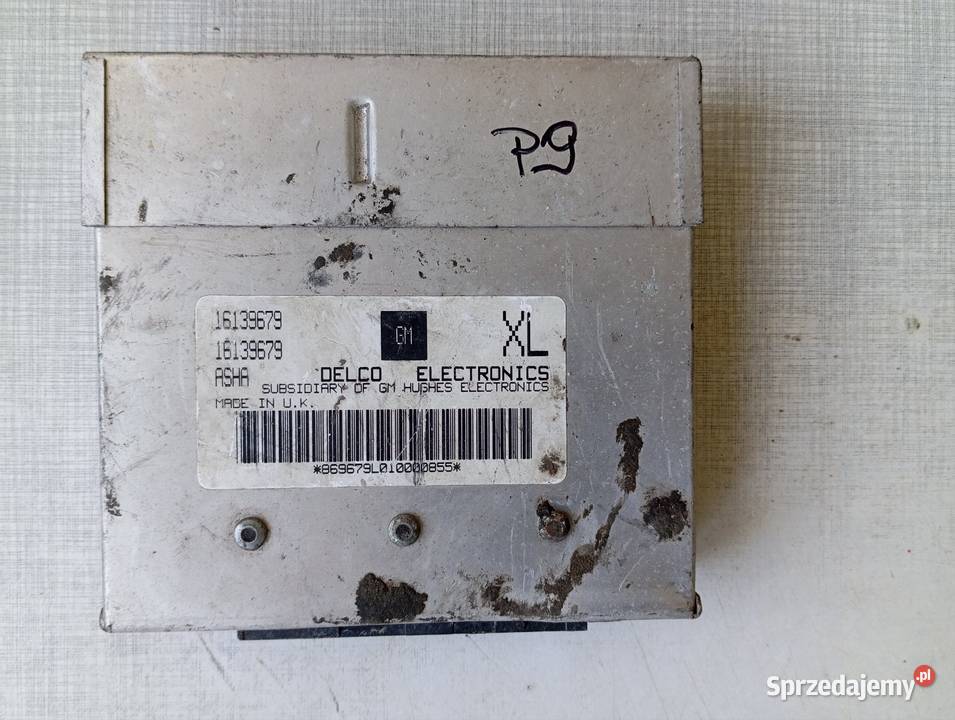 P9
16139679
GM
XL
16139679
ASHA
DELCO ELECTRONICS
SUBSIDIARY OF GM HUGHES ELECTRONICS
MADE IN U.K.
*869679L010000855*
Sprzedajemy.pl